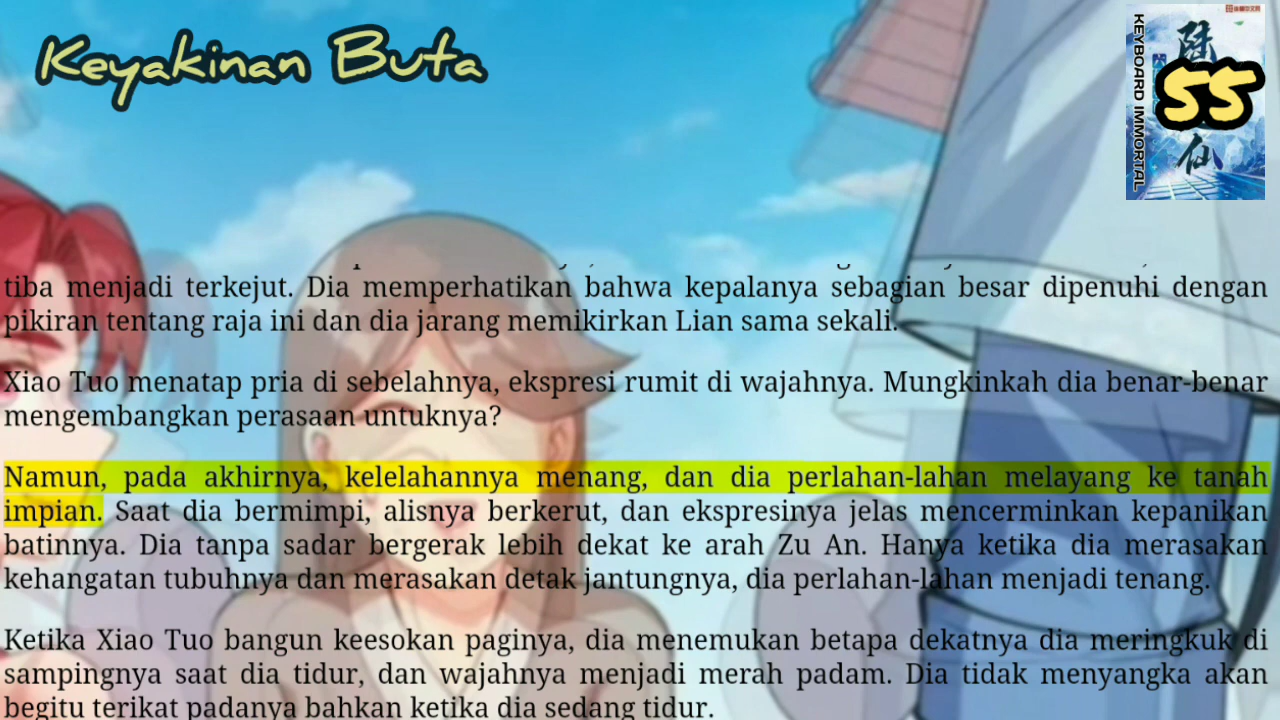 Keyakinan Buta
KEYBOARD IMMORTAL
陆
55
仙
tiba menjadi terkejut. Dia memperhatikan bahwa kepalanya sebagian besar dipenuhi dengan
pikiran tentang raja ini dan dia jarang memikirkan Lian sama sekali.
Xiao Tuo menatap pria di sebelahnya, ekspresi rumit di wajahnya. Mungkinkah dia benar-benar
mengembangkan perasaan untuknya?
Namun, pada akhirnya, kelelahannya menang, dan dia perlahan-lahan melayang ke tanah
impian. Saat dia bermimpi, alisnya berkerut, dan ekspresinya jelas mencerminkan kepanikan
batinnya. Dia tanpa sadar bergerak lebih dekat ke arah Zu An. Hanya ketika dia merasakan
kehangatan tubuhnya dan merasakan detak jantungnya, dia perlahan-lahan menjadi tenang.
Ketika Xiao Tuo bangun keesokan paginya, dia menemukan betapa dekatnya dia meringkuk di
sampingnya saat dia tidur, dan wajahnya menjadi merah padam. Dia tidak menyangka akan
begitu terikat padanya bahkan ketika dia sedang tidur.